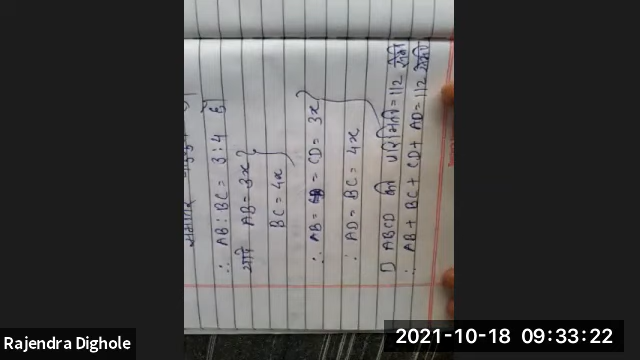 ∴ AB : BC = 3 : 4 है
AB = 3x
BC = 4x
∴ AB = CD = 3x
∴ AD = BC = 4x
□ ABCD की परिमिति = 112 सेमी
∴ AB + BC + CD + AD = 112 सेमी
Rajendra Dighole
2021-10-18 09:33:22